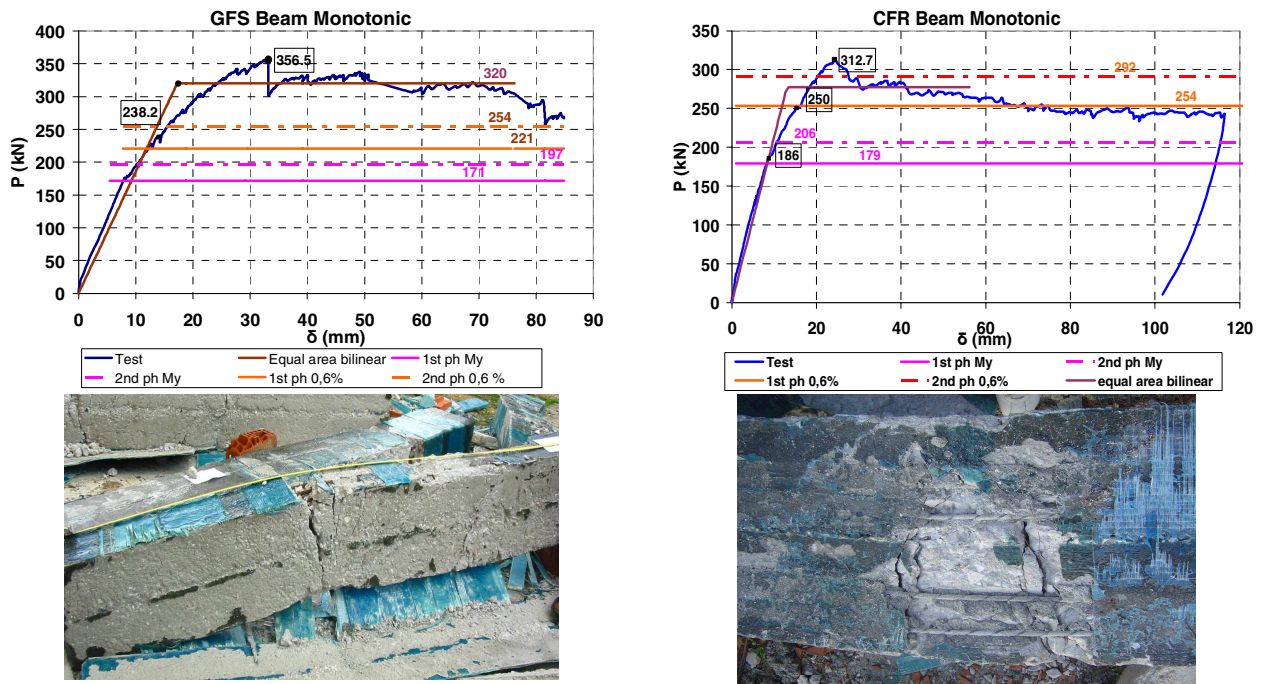 GFS Beam Monotonic
400
350
300
250
200
150
100
50
0
P (kN)
356.5
320
238.2
254
221
197
171
0 10 20 30 40 50 60 70 80 90
δ (mm)
Test Equal area bilinear 1st ph My
2nd ph My 1st ph 0,6% 2nd ph 0,6 %
CFR Beam Monotonic
350
300
250
200
150
100
50
0
P (kN)
312.7
292
250
254
206
186
179
0 20 40 60 80 100 120
δ (mm)
Test 1st ph My 2nd ph My
1st ph 0,6% 2nd ph 0,6% equal area bilinear